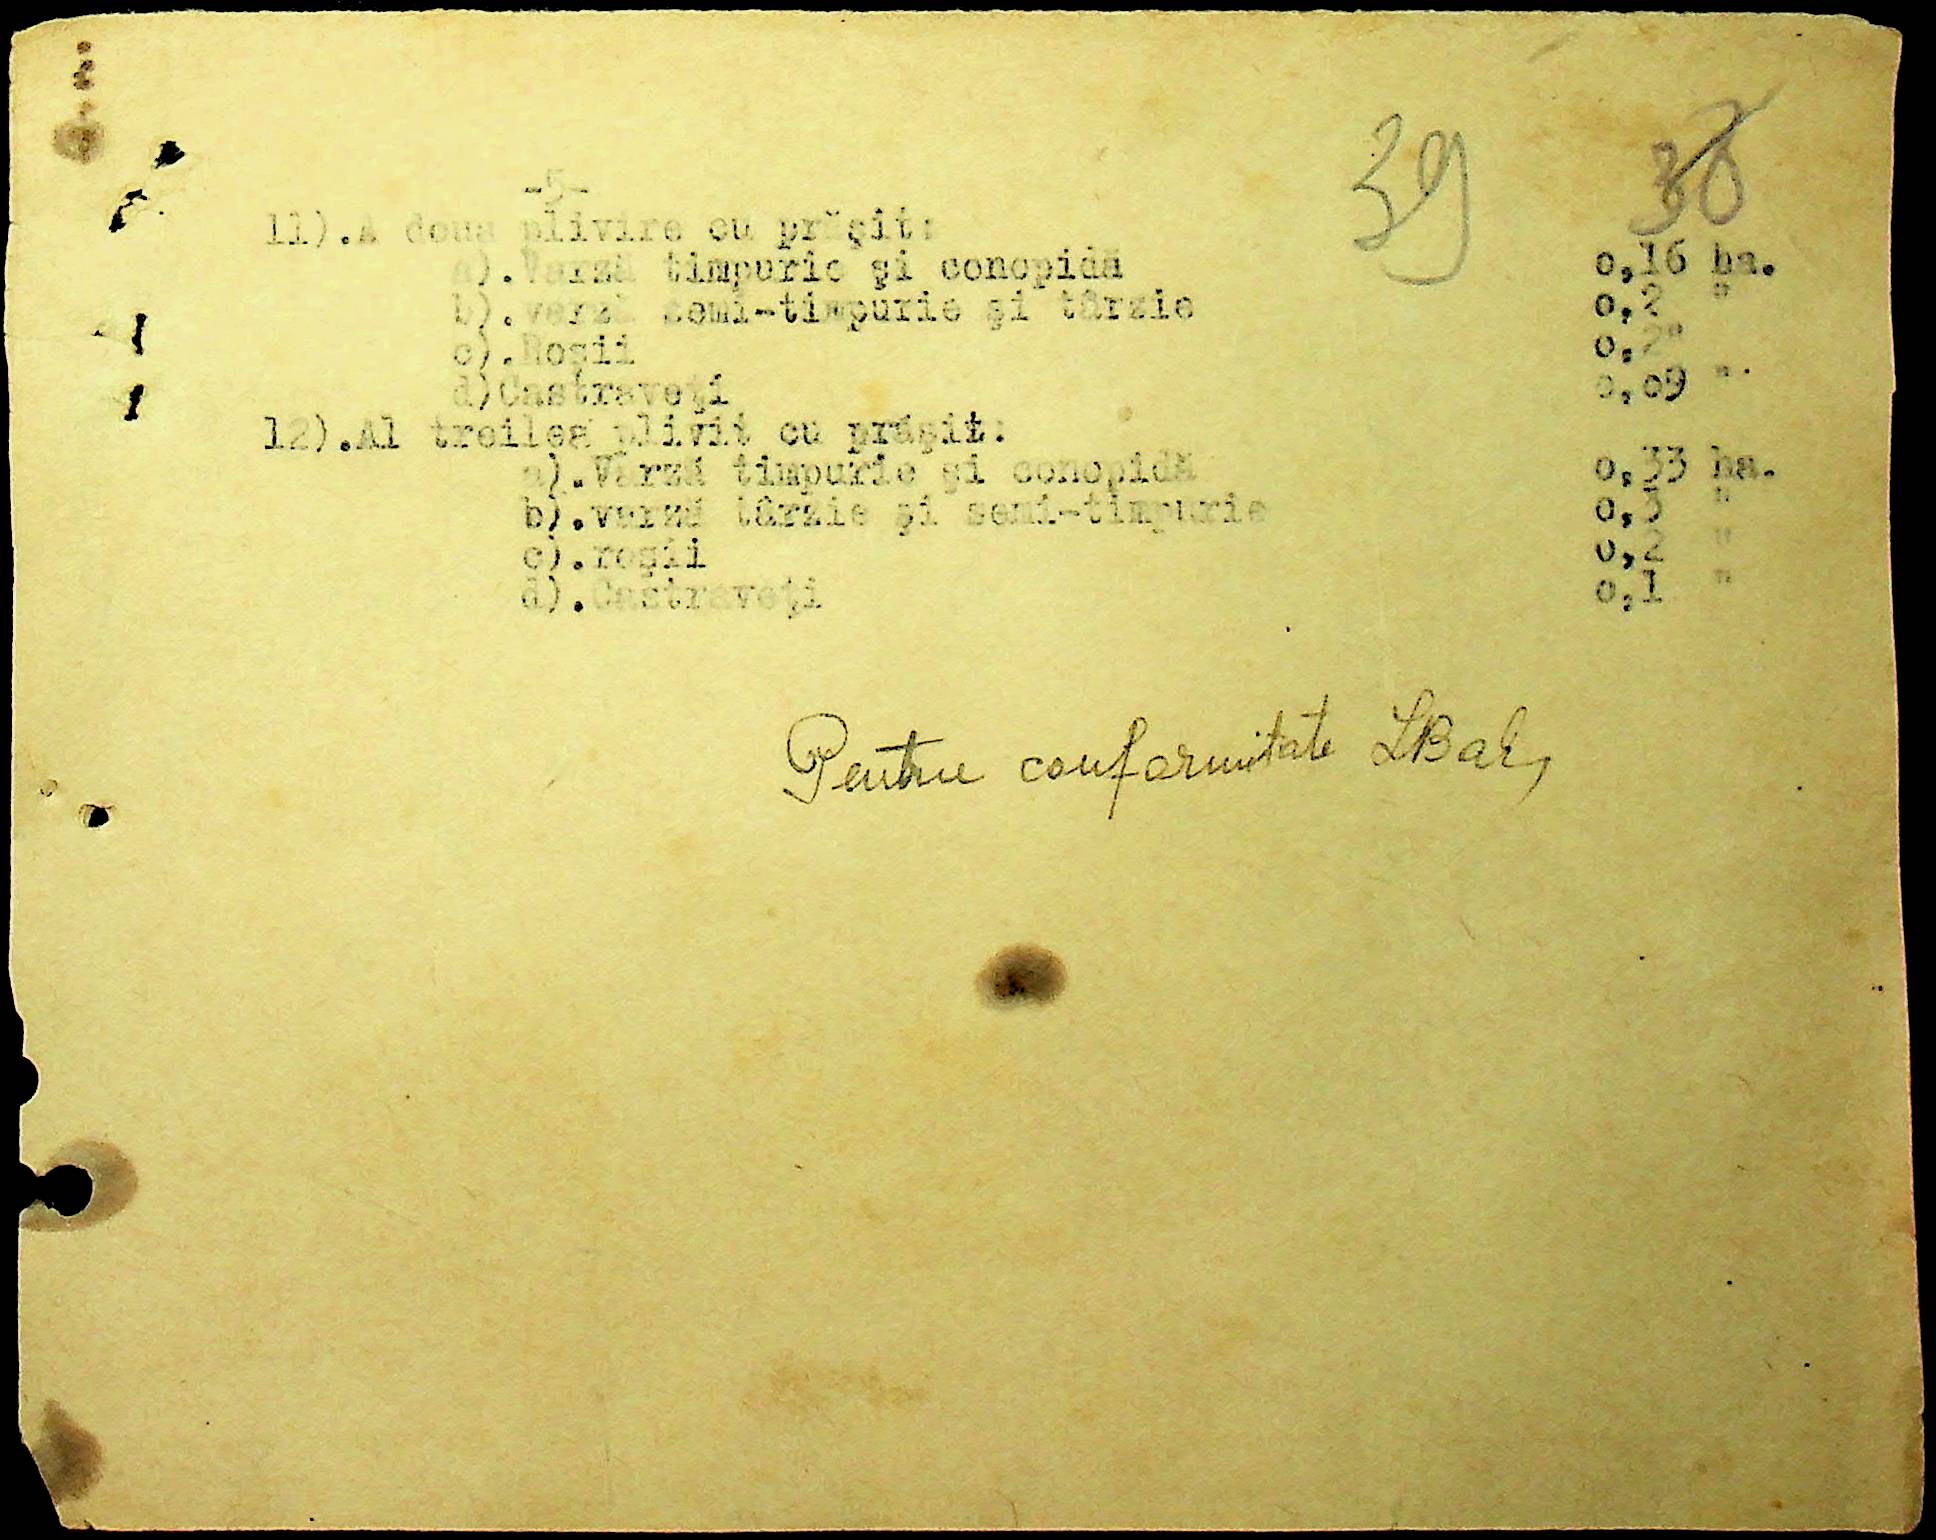 39 30
-5-
11).A doua plivire cu prăşit:
a).Varză timpurie şi conopidă 0,16 ha.
b).varză semi-timpurie şi târzie 0,2 "
c).Roşii 0,2"
d)Castraveţi 0,09 ".
12).Al treilea plivit cu prăşit:
a).Varză timpurie şi conopidă 0,33 ha.
b).varză târzie şi semi-timpurie 0,3 "
c).roşii 0,2 "
d).Castraveţi 0,1 "
Pentru conformitate